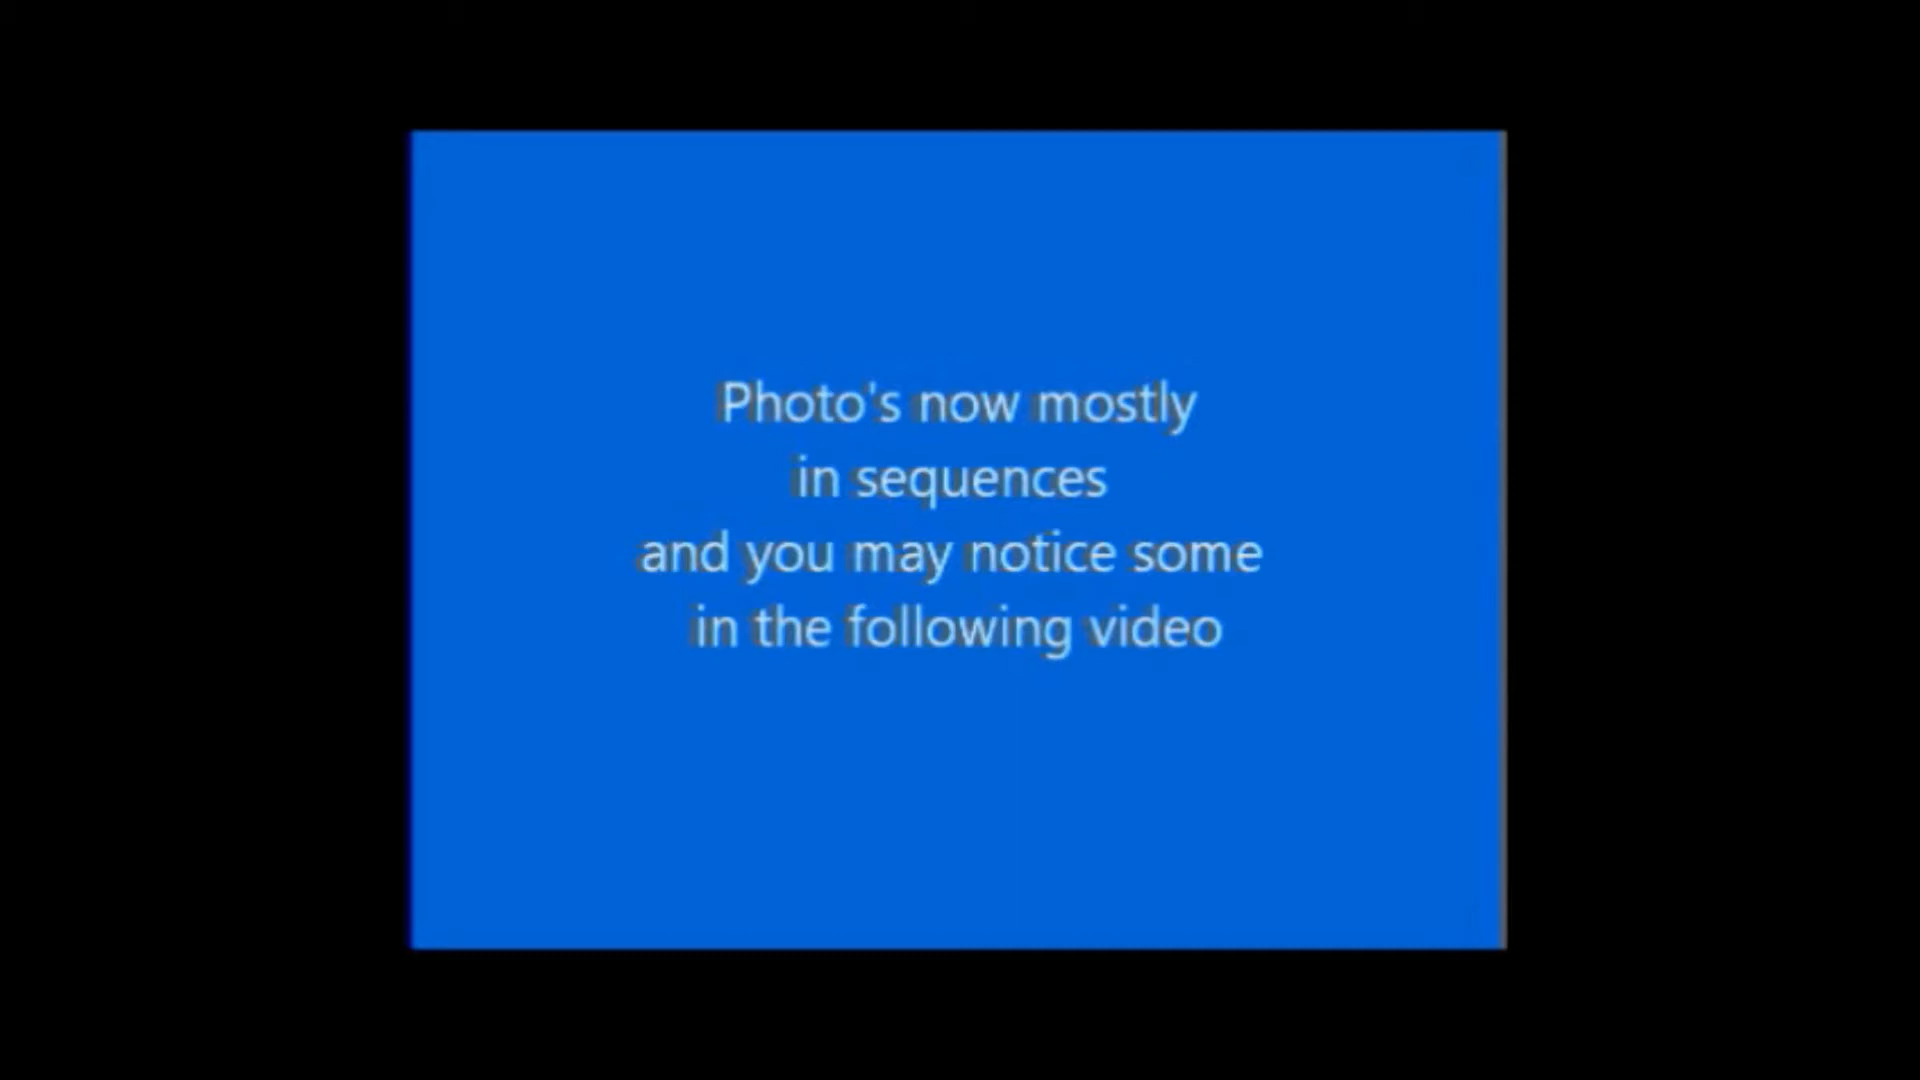 Photo's now mostly
in sequences
and you may notice some
in the following video